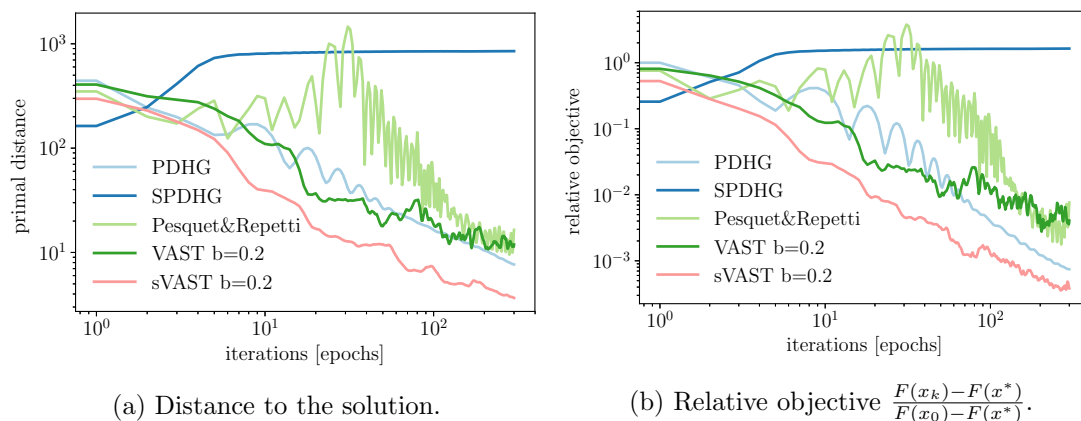 primal distance
10³
10²
10¹
PDHG
SPDHG
Pesquet&Repetti
VAST b=0.2
sVAST b=0.2
10⁰ 10¹ 10²
iterations [epochs]
(a) Distance to the solution.
relative objective
10⁰
10⁻¹
10⁻²
10⁻³
PDHG
SPDHG
Pesquet&Repetti
VAST b=0.2
sVAST b=0.2
10⁰ 10¹ 10²
iterations [epochs]
(b) Relative objective \frac{F(x_k)-F(x^*)}{F(x_0)-F(x^*)}.